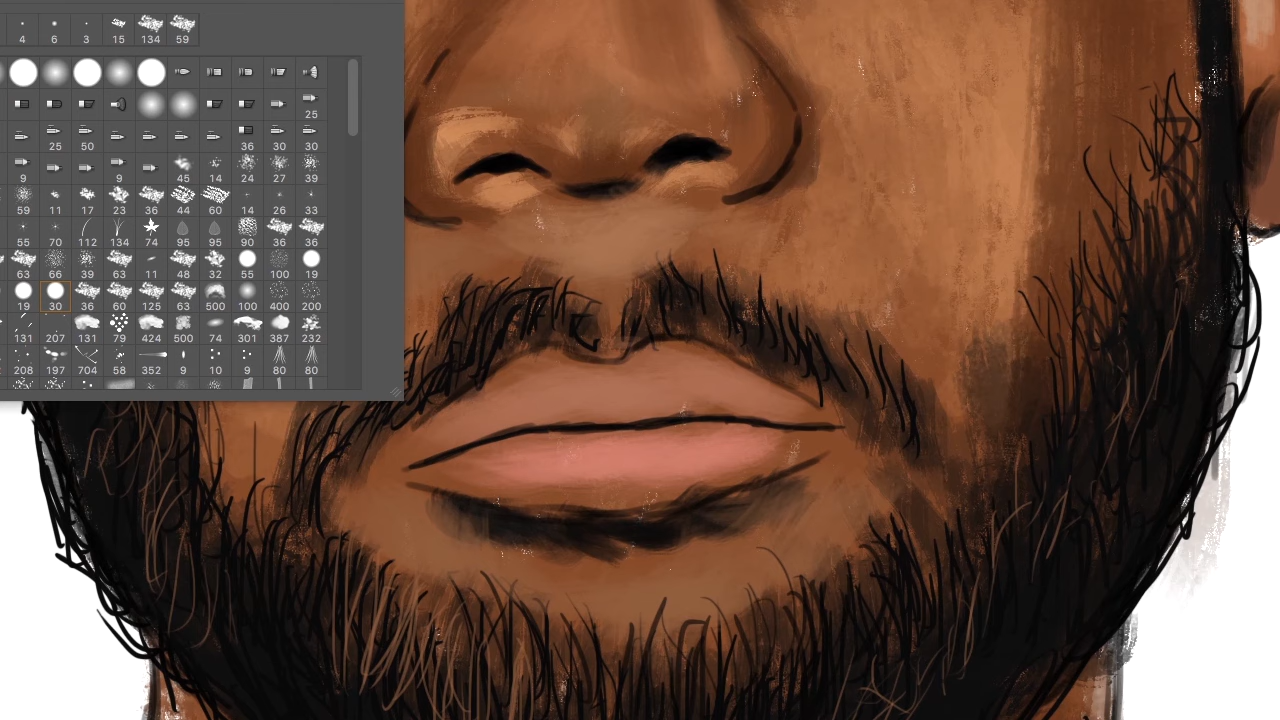 4 6 3 15 134 59
25
25 50 36 30 30
9 9 45 14 24 27 39
59 11 17 23 36 44 60 14 26 33
55 70 112 134 74 95 95 90 36 36
63 66 39 63 11 48 32 55 100 19
19 30 36 60 125 63 500 100 400 200
131 207 131 79 424 500 74 301 387 232
208 197 704 58 352 9 10 9 80 80